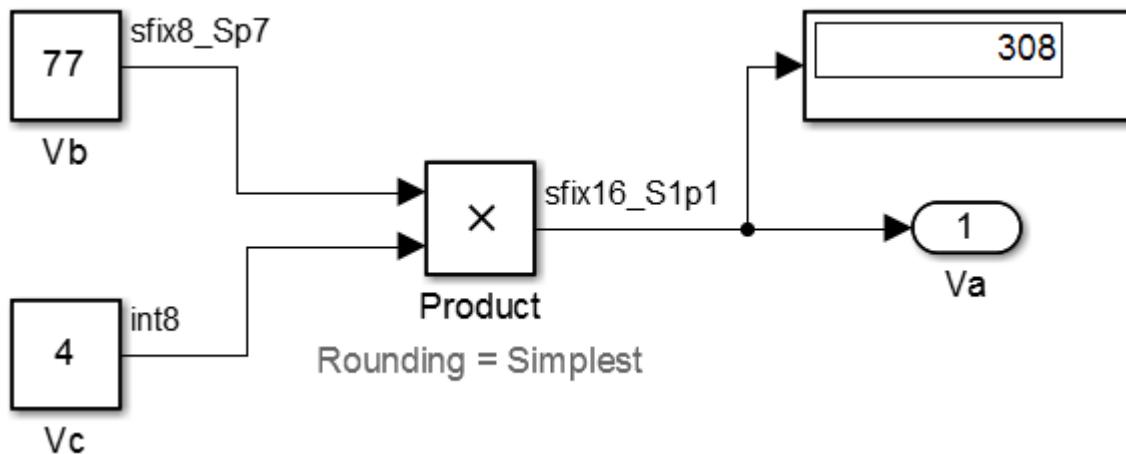 sfix8_Sp7
77
Vb
308
sfix16_S1p1
×
Product
1
Va
int8
4
Vc
Rounding = Simplest